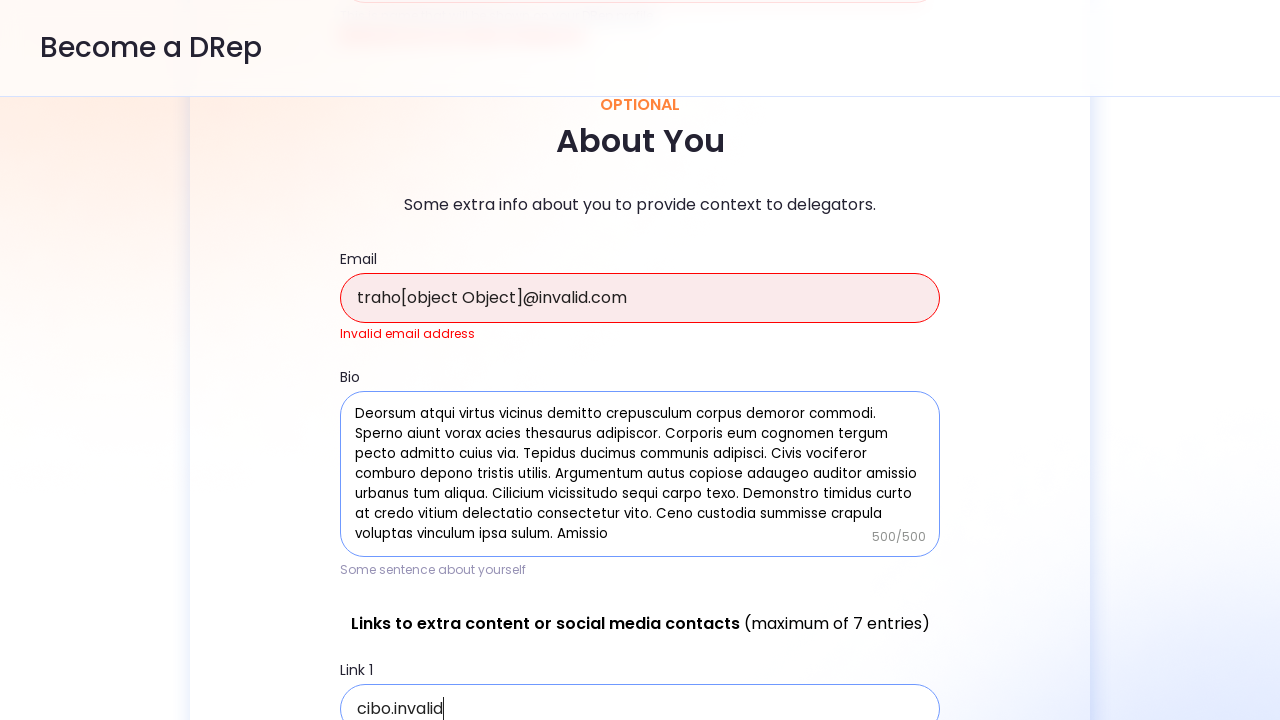 Become a DRep
OPTIONAL
About You
Some extra info about you to provide context to delegators.
Email
traho[object Object]@invalid.com
Invalid email address
Bio
Deorsum atqui virtus vicinus demitto crepusculum corpus demoror commodi.
Sperno aiunt vorax acies thesaurus adipiscor. Corporis eum cognomen tergum
pecto admitto cuius via. Tepidus ducimus communis adipisci. Civis vociferor
comburo depono tristis utilis. Argumentum autus copiose adaugeo auditor amissio
urbanus tum aliqua. Cilicium vicissitudo sequi carpo texo. Demonstro timidus curto
at credo vitium delectatio consectetur vito. Ceno custodia summisse crapula
voluptas vinculum ipsa sulum. Amissio
500/500
Some sentence about yourself
Links to extra content or social media contacts (maximum of 7 entries)
Link 1
cibo.invalid